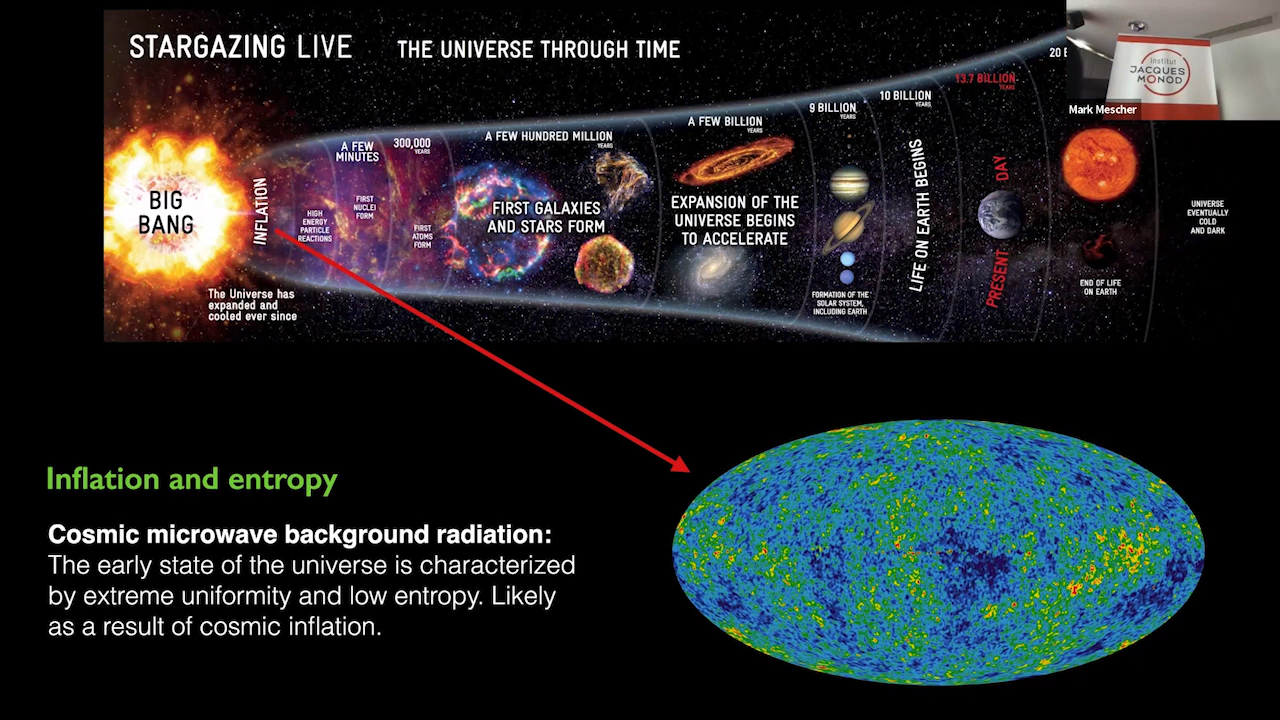 STARGAZING LIVE
THE UNIVERSE THROUGH TIME
BIG
BANG
INFLATION
The Universe has
expanded and
cooled ever since
HIGH
ENERGY
PARTICLE
REACTIONS
A FEW
MINUTES
FIRST
NUCLEI
FORM
300,000
YEARS
FIRST
ATOMS
FORM
A FEW HUNDRED MILLION
YEARS
FIRST GALAXIES
AND STARS FORM
A FEW BILLION
YEARS
EXPANSION OF THE
UNIVERSE BEGINS
TO ACCELERATE
9 BILLION
YEARS
FORMATION OF THE
SOLAR SYSTEM,
INCLUDING EARTH
10 BILLION
YEARS
LIFE ON EARTH BEGINS
13.7 BILLION
YEARS
PRESENT DAY
20
END OF LIFE
ON EARTH
UNIVERSE
EVENTUALLY
COLD
AND DARK
Institut
JACQUES
MONOD
Mark Mescher
Inflation and entropy
Cosmic microwave background radiation:
The early state of the universe is characterized
by extreme uniformity and low entropy. Likely
as a result of cosmic inflation.